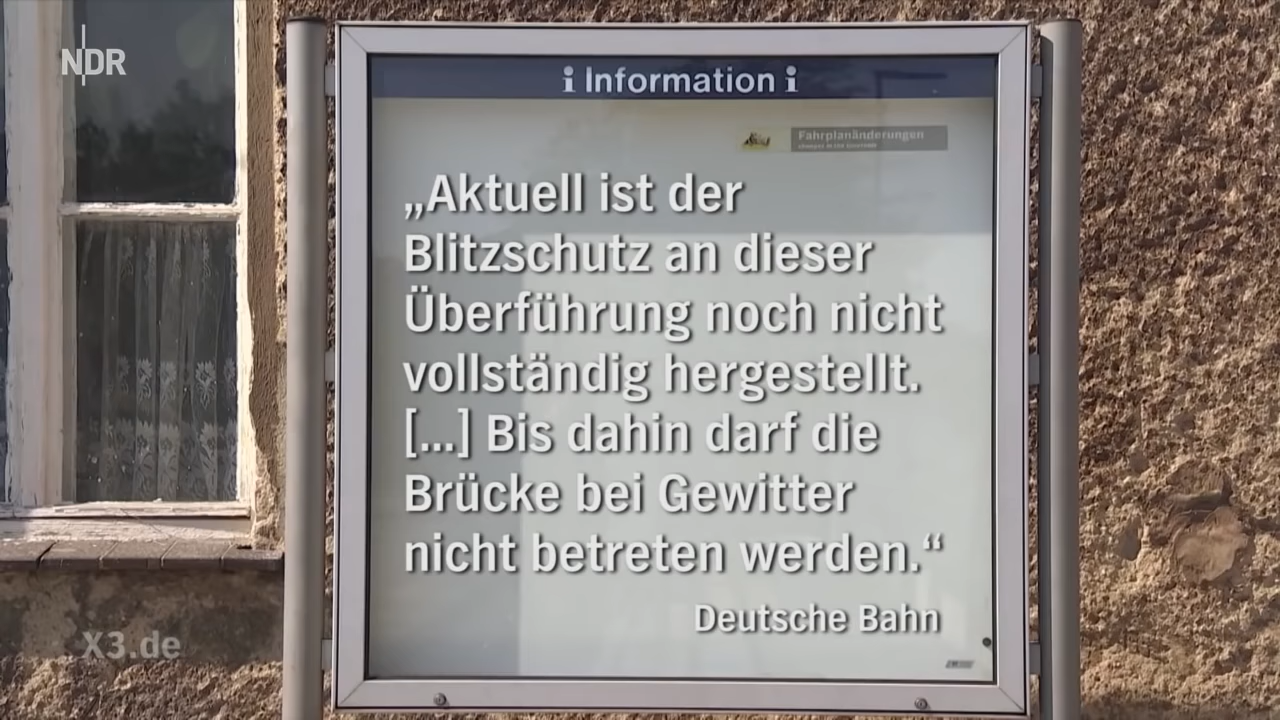 NDR
i Information i
Fahrplanänderungen
„Aktuell ist der
Blitzschutz an dieser
Überführung noch nicht
vollständig hergestellt.
[...] Bis dahin darf die
Brücke bei Gewitter
nicht betreten werden.“
Deutsche Bahn
X3.de